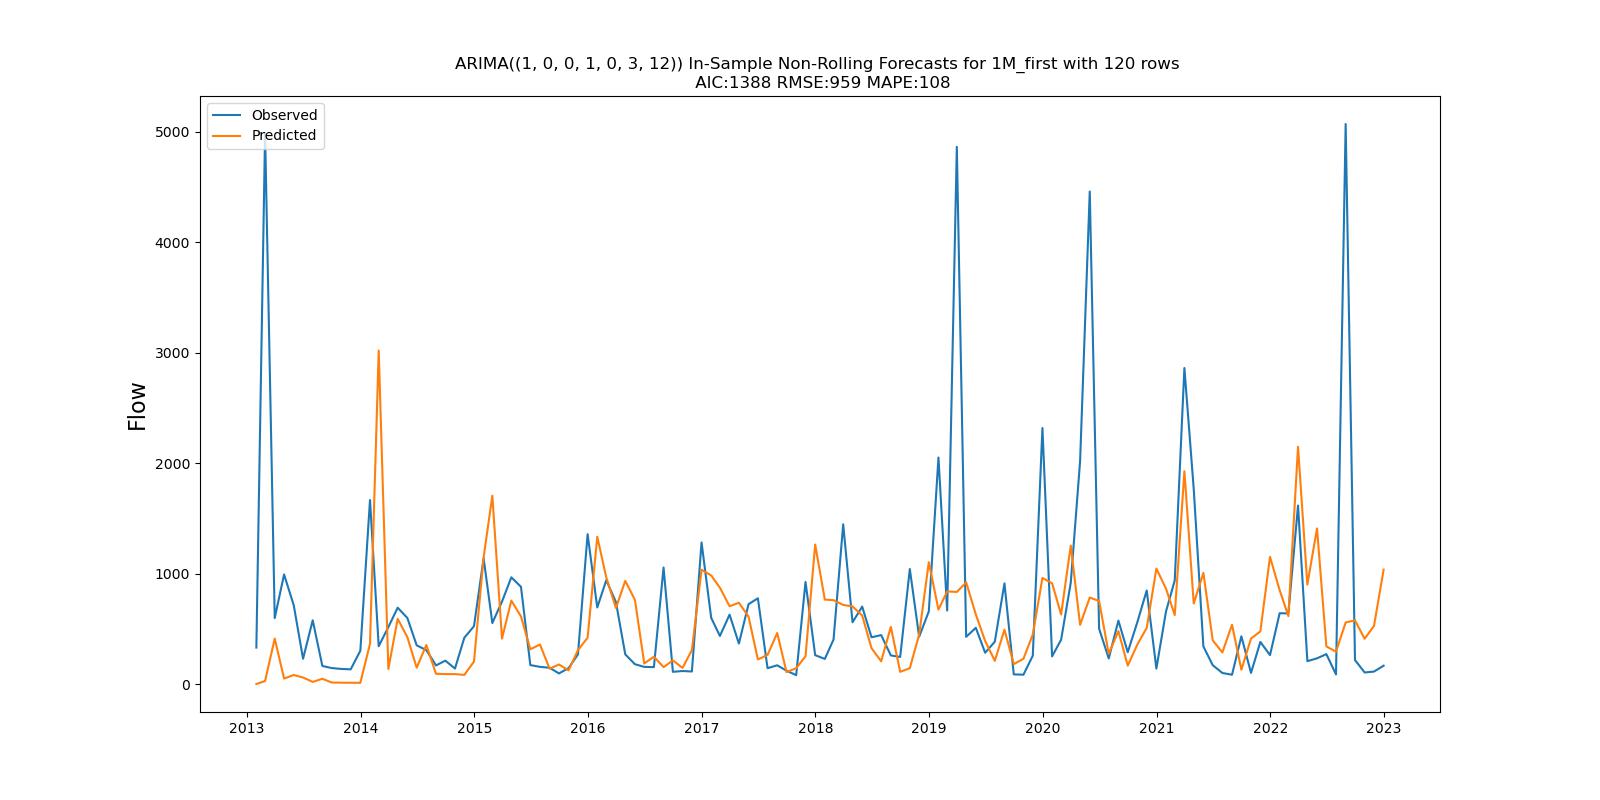 ARIMA((1, 0, 0, 1, 0, 3, 12)) In-Sample Non-Rolling Forecasts for 1M_first with 120 rows
AIC:1388 RMSE:959 MAPE:108
Observed
Predicted
5000
4000
3000
2000
1000
0
Flow
2013 2014 2015 2016 2017 2018 2019 2020 2021 2022 2023